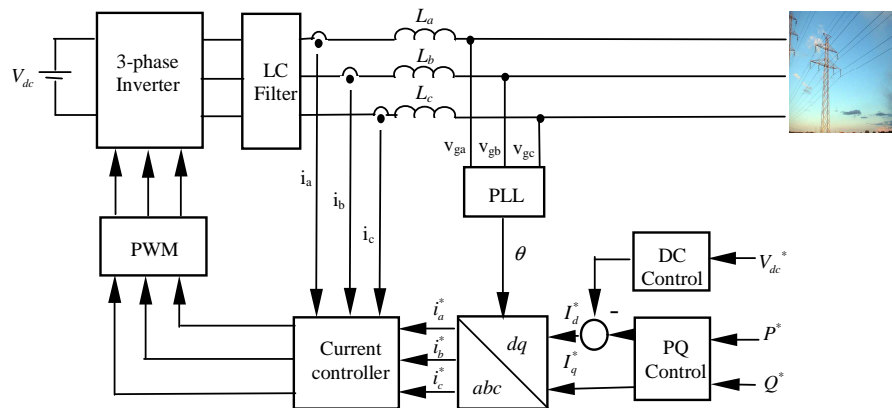 L_a
3-phase
Inverter
LC
Filter
V_dc
L_b
L_c
v_ga
v_gb
v_gc
i_a
i_b
i_c
PLL
PWM
θ
DC
Control
V_dc^*
i_a^*
i_b^*
i_c^*
I_d^*
I_q^*
-
Current
controller
dq
abc
PQ
Control
P^*
Q^*